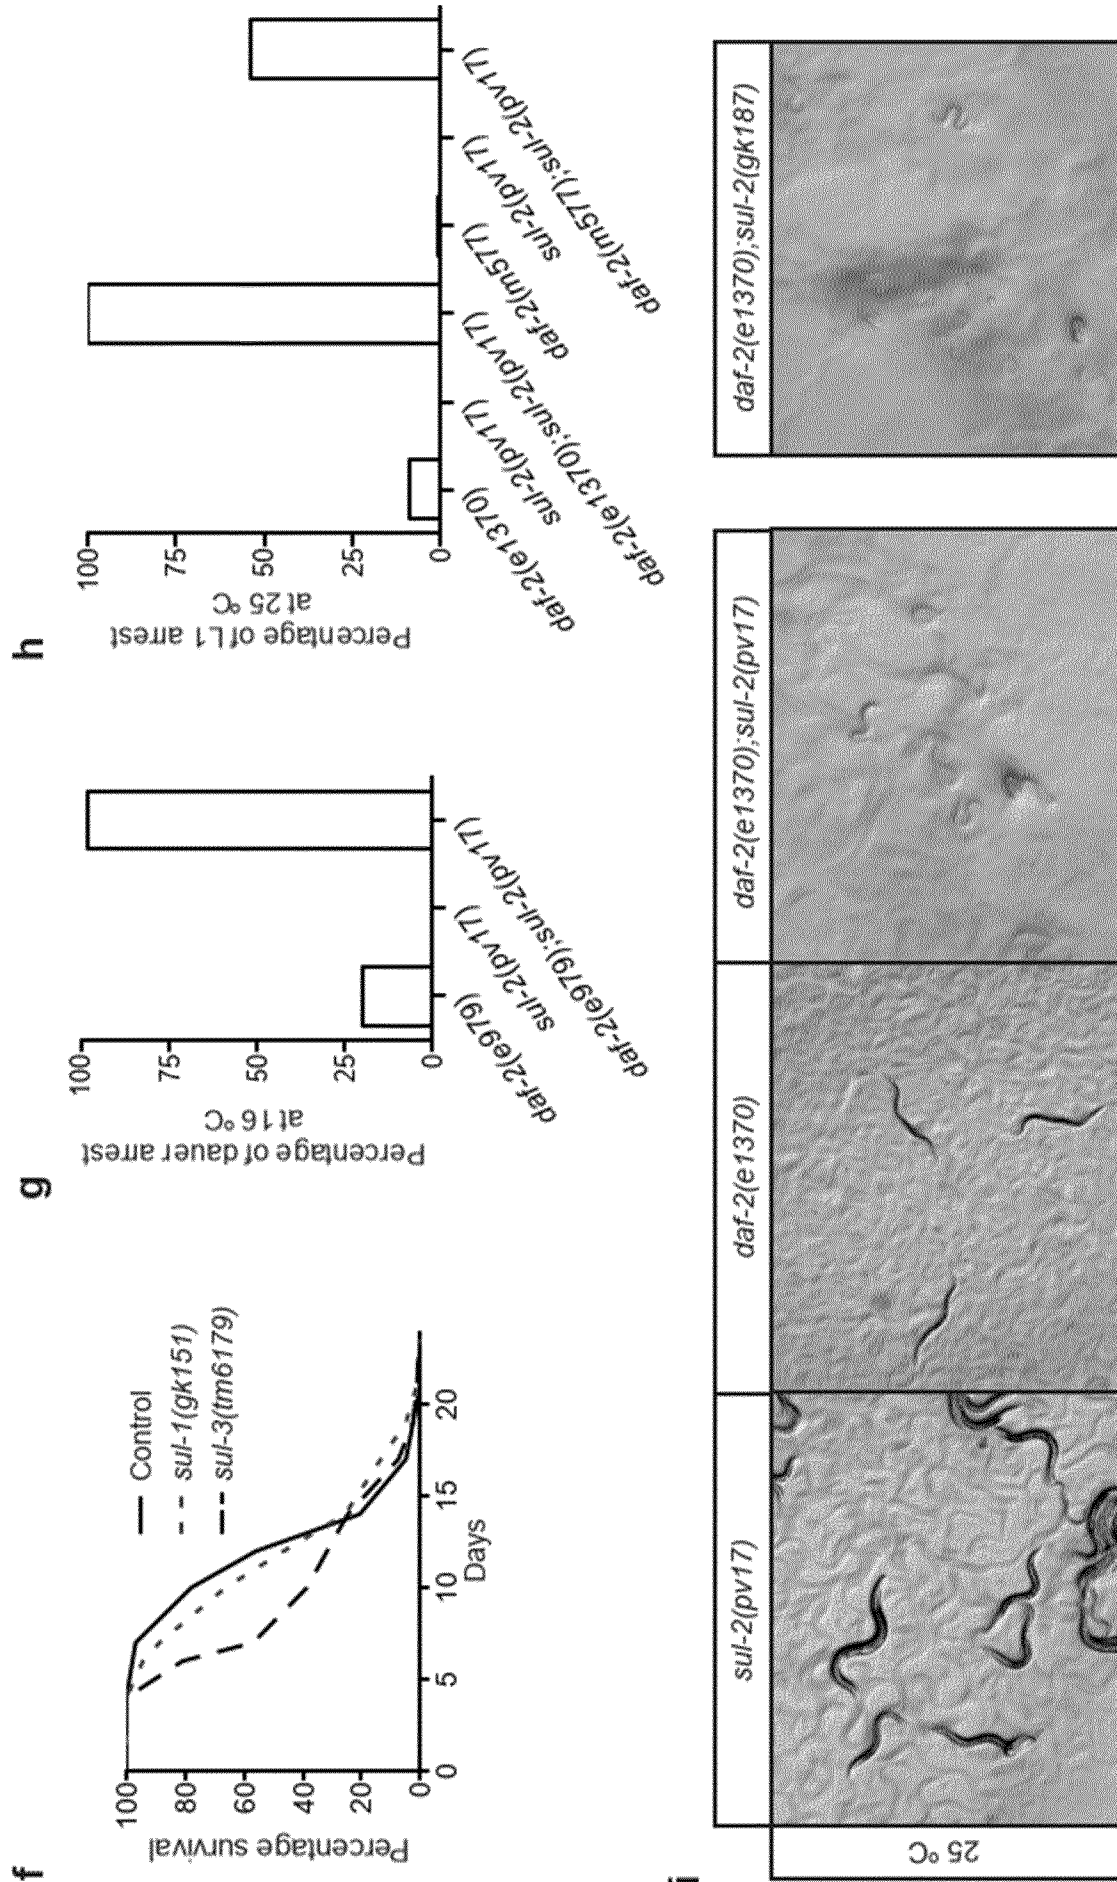 f
Percentage survival
100
80
60
40
20
0
0
5
10
15
20
Days
Control
sul-1(gk151)
sul-3(tm6179)
g
Percentage of dauer arrest
at 16 ºC
100
75
50
25
0
daf-2(e979)
sul-2(pv17)
daf-2(e979);sul-2(pv17)
h
Percentage of L1 arrest
at 25 ºC
100
75
50
25
0
daf-2(e1370)
sul-2(pv17)
daf-2(e1370);sul-2(pv17)
daf-2(m577)
sul-2(pv17)
daf-2(m577);sul-2(pv17)
i
sul-2(pv17)
daf-2(e1370)
daf-2(e1370);sul-2(pv17)
daf-2(e1370);sul-2(gk187)
25 ºC